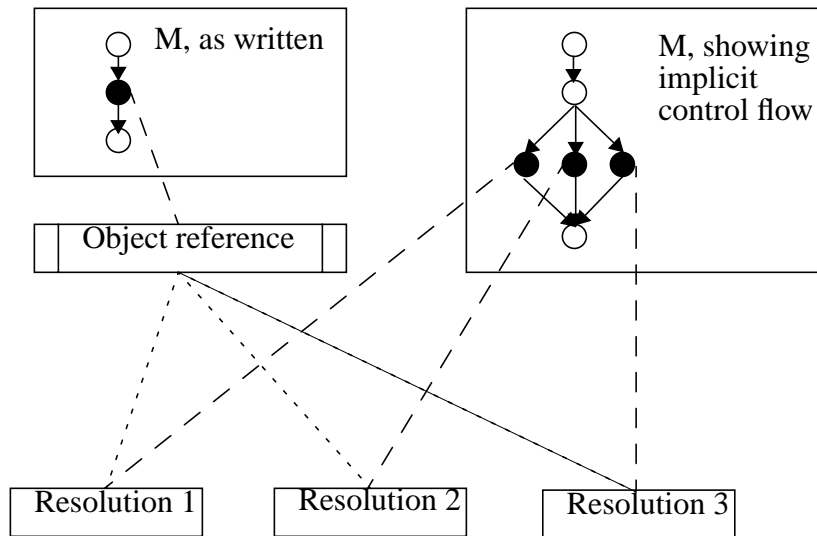 M, as written
M, showing
implicit
control flow
Object reference
Resolution 1
Resolution 2
Resolution 3